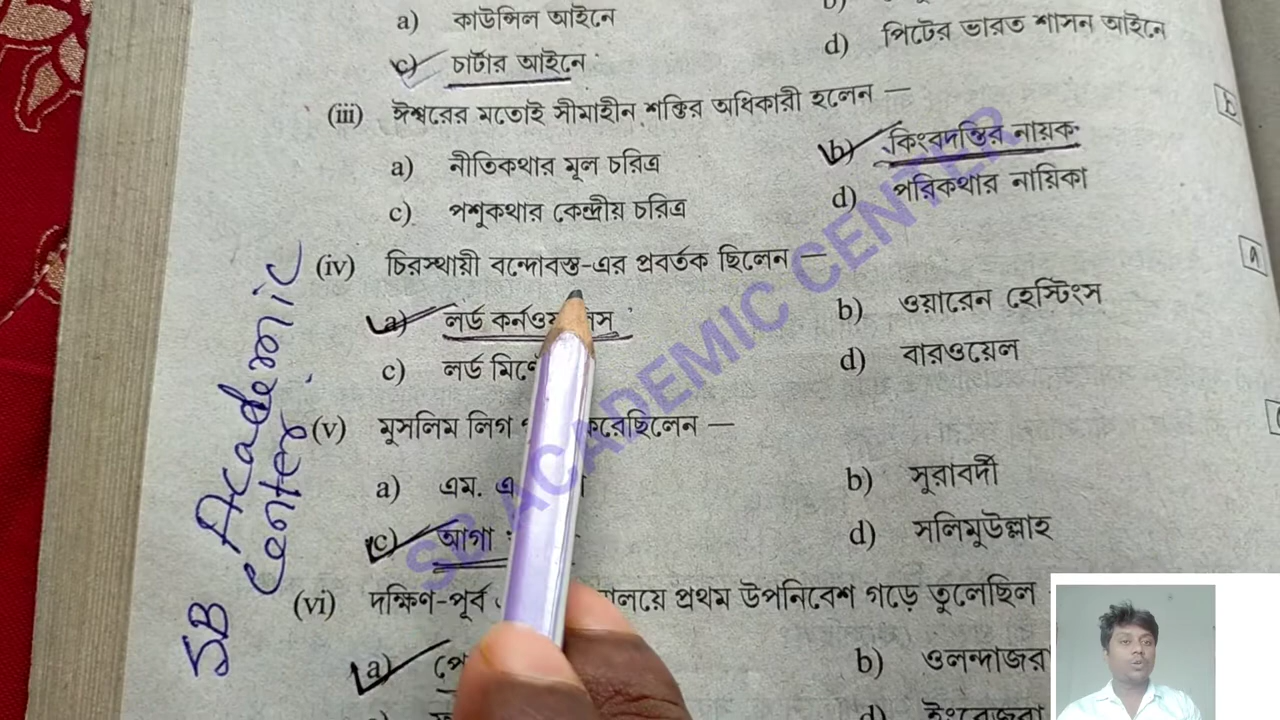 a) কাউন্সিল আইনে
c) চার্টার আইনে
d) পিটের ভারত শাসন আইনে
(iii) ঈশ্বরের মতোই সীমাহীন শক্তির অধিকারী হলেন —
a) নীতিকথার মূল চরিত্র
b) কিংবদন্তির নায়ক
c) পশুকথার কেন্দ্রীয় চরিত্র
d) পরিকথার নায়িকা
(iv) চিরস্থায়ী বন্দোবস্ত-এর প্রবর্তক ছিলেন —
a) লর্ড
b) ওয়ারেন হেস্টিংস
c) লর্ড
d) বারওয়েল
(v) মুসলিম লিগ করেছিলেন —
a) এম. এ
b) সুরাবর্দী
c) আগা
d) সলিমুউল্লাহ
(vi) দক্ষিণ-পূর্ব প্রথম উপনিবেশ গড়ে তুলেছিল
a)
b) ওলন্দাজরা
d) ইংরেজরা
SB Academic Center
SB ACADEMIC CENTER